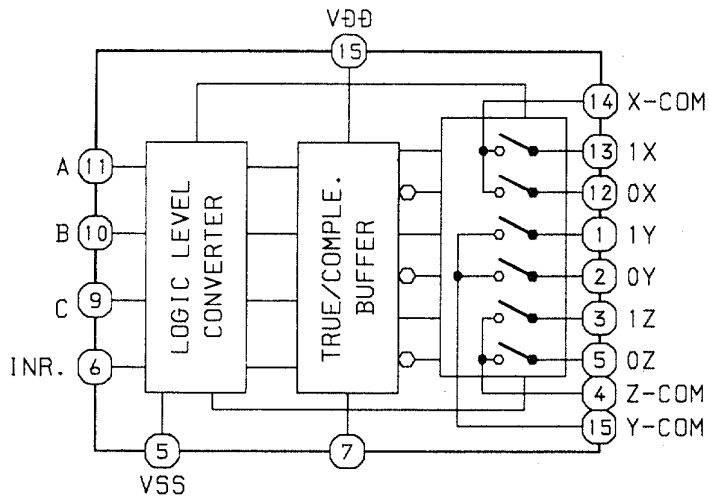 VDD
15
14 X-COM
13 1X
A 11
12 0X
B 10
1 1Y
2 0Y
C 9
3 1Z
INR. 6
5 0Z
4 Z-COM
15 Y-COM
LOGIC LEVEL
CONVERTER
TRUE/COMPLE.
BUFFER
5
VSS
7